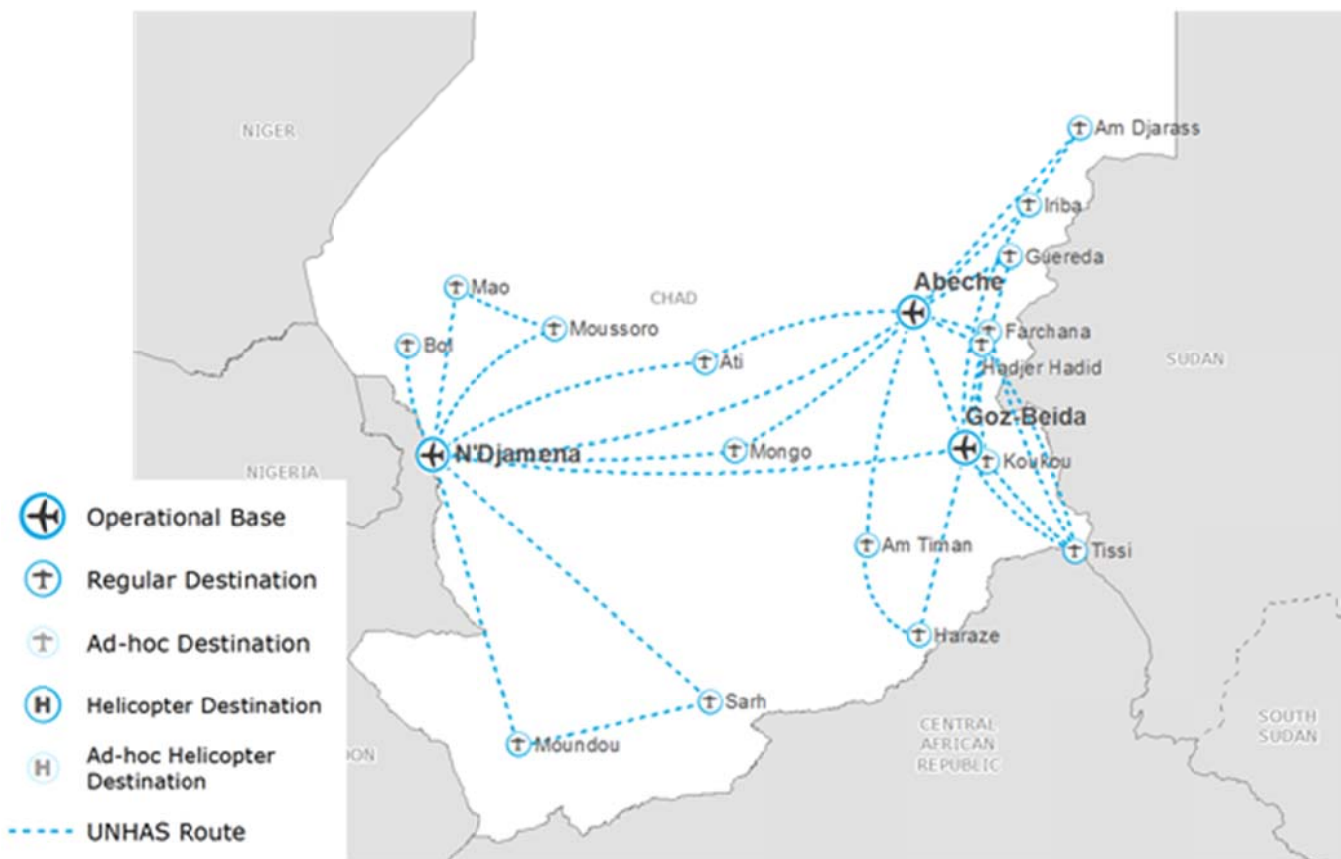 NIGER
Am Djarass
Iriba
Guereda
Abeche
Mao
CHAD
Moussoro
Farchana
Bol
Ati
Hadjer Hadid
SUDAN
Goz-Beida
N'Djamena
Mongo
Koukou
NIGERIA
Operational Base
Am Timan
Tissi
Regular Destination
Haraze
Ad-hoc Destination
Sarh
Helicopter Destination
CENTRAL
AFRICAN
REPUBLIC
SOUTH
SUDAN
Moundou
Ad-hoc Helicopter
Destination
UNHAS Route